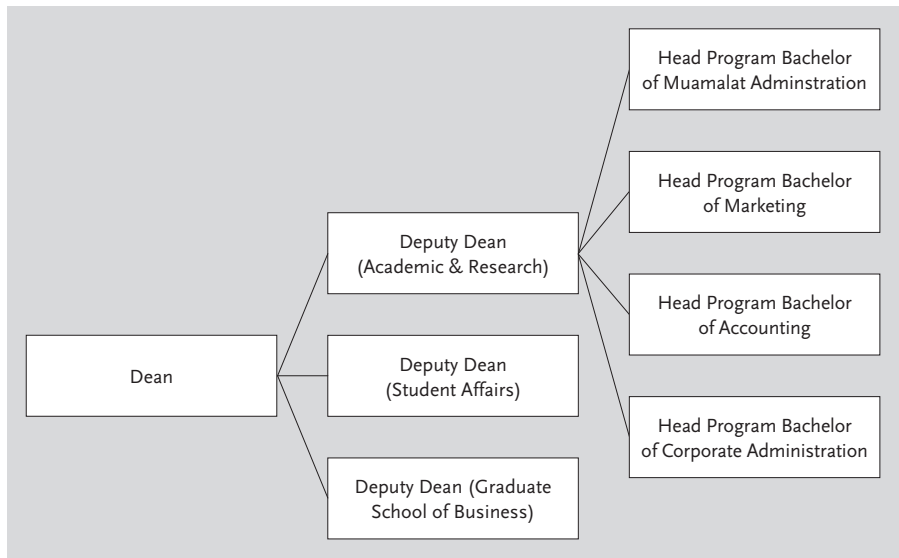 Dean
Deputy Dean
(Academic & Research)
Deputy Dean
(Student Affairs)
Deputy Dean (Graduate
School of Business)
Head Program Bachelor
of Muamalat Adminstration
Head Program Bachelor
of Marketing
Head Program Bachelor
of Accounting
Head Program Bachelor
of Corporate Administration